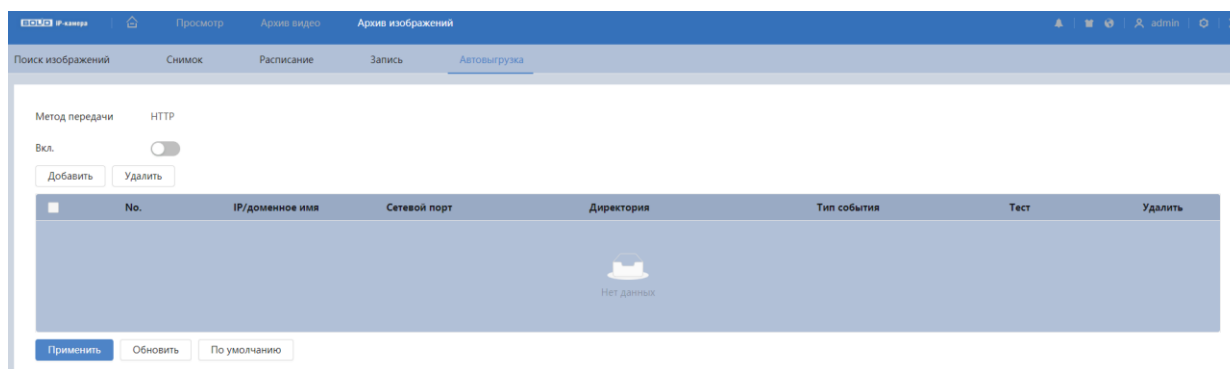 BOLID IP-камера Просмотр Архив видео Архив изображений admin
Поиск изображений Снимок Расписание Запись Автовыгрузка
Метод передачи HTTP
Вкл.
Добавить Удалить
No. IP/доменное имя Сетевой порт Директория Тип события Тест Удалить
Нет данных
Применить Обновить По умолчанию